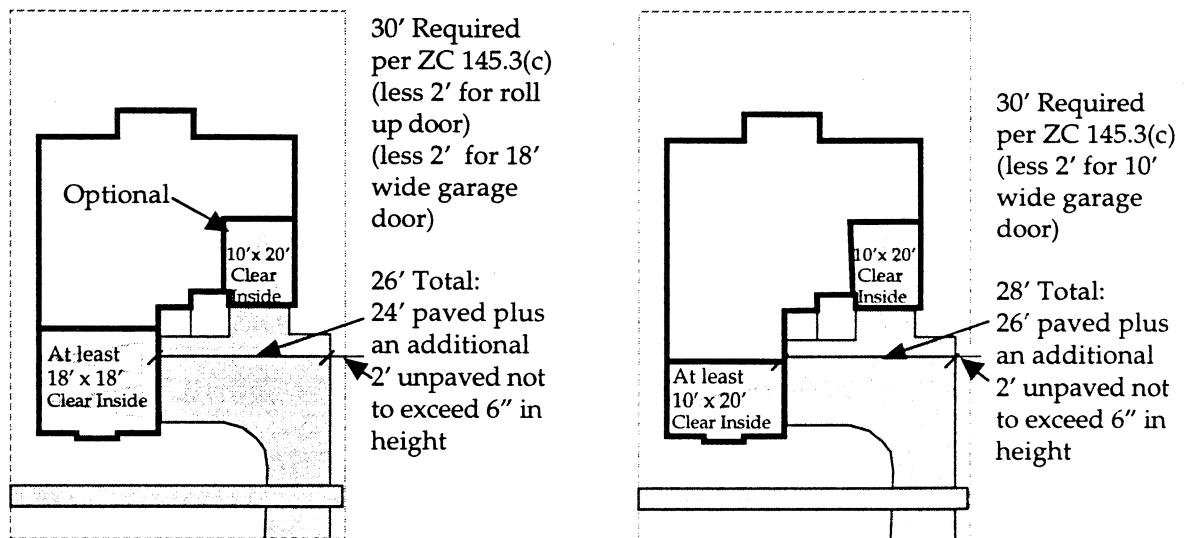 30' Required
per ZC 145.3(c)
(less 2' for roll
up door)
(less 2' for 18'
wide garage
door)
Optional
10'x 20'
Clear
Inside
26' Total:
24' paved plus
an additional
2' unpaved not
to exceed 6" in
height
At least
18' x 18'
Clear Inside
30' Required
per ZC 145.3(c)
(less 2' for 10'
wide garage
door)
10'x 20'
Clear
Inside
28' Total:
26' paved plus
an additional
2' unpaved not
to exceed 6" in
height
At least
10' x 20'
Clear Inside